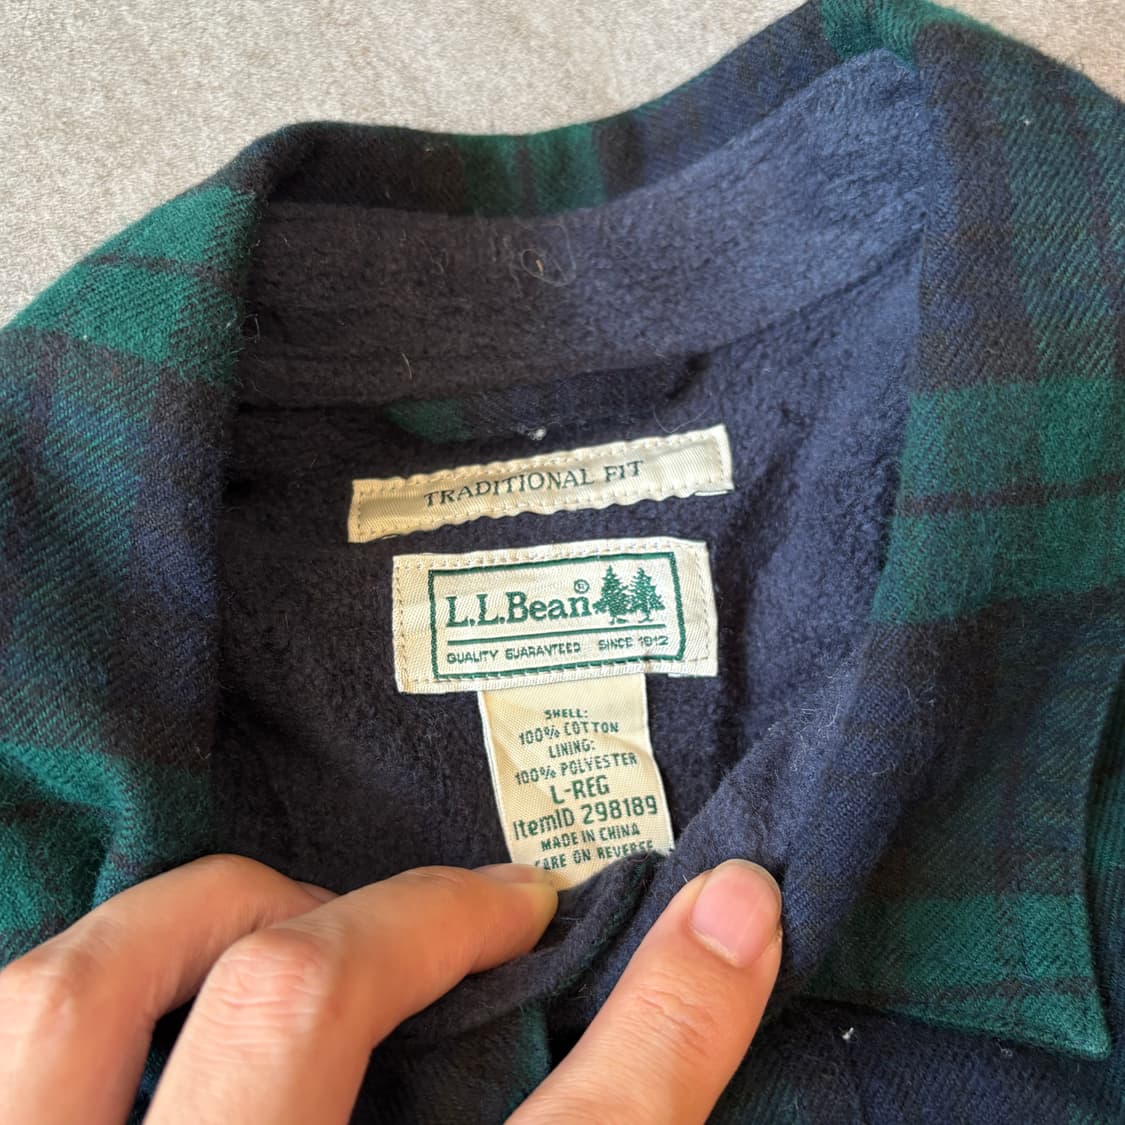 TRADITIONAL FIT
L.L.Bean®
QUALITY GUARANTEED SINCE 1912
SHELL:
100% COTTON
LINING:
100% POLYESTER
L-REG
ItemID 298189
MADE IN CHINA
CARE ON REVERSE